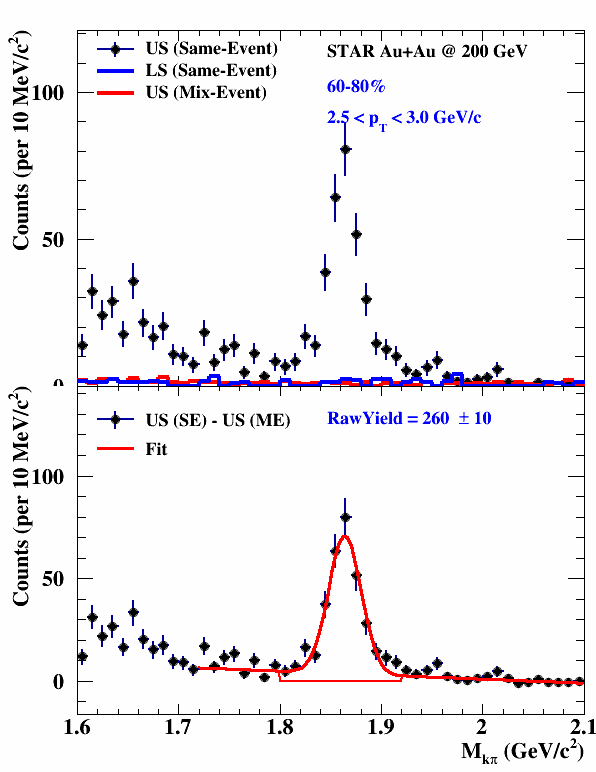 US (Same-Event)
LS (Same-Event)
US (Mix-Event)
STAR Au+Au @ 200 GeV
60-80%
2.5 < p_T < 3.0 GeV/c
Counts (per 10 MeV/c²)
100
50
0
US (SE) - US (ME)
Fit
RawYield = 260 ± 10
Counts (per 10 MeV/c²)
100
50
0
1.6 1.7 1.8 1.9 2 2.1
M_kπ (GeV/c²)